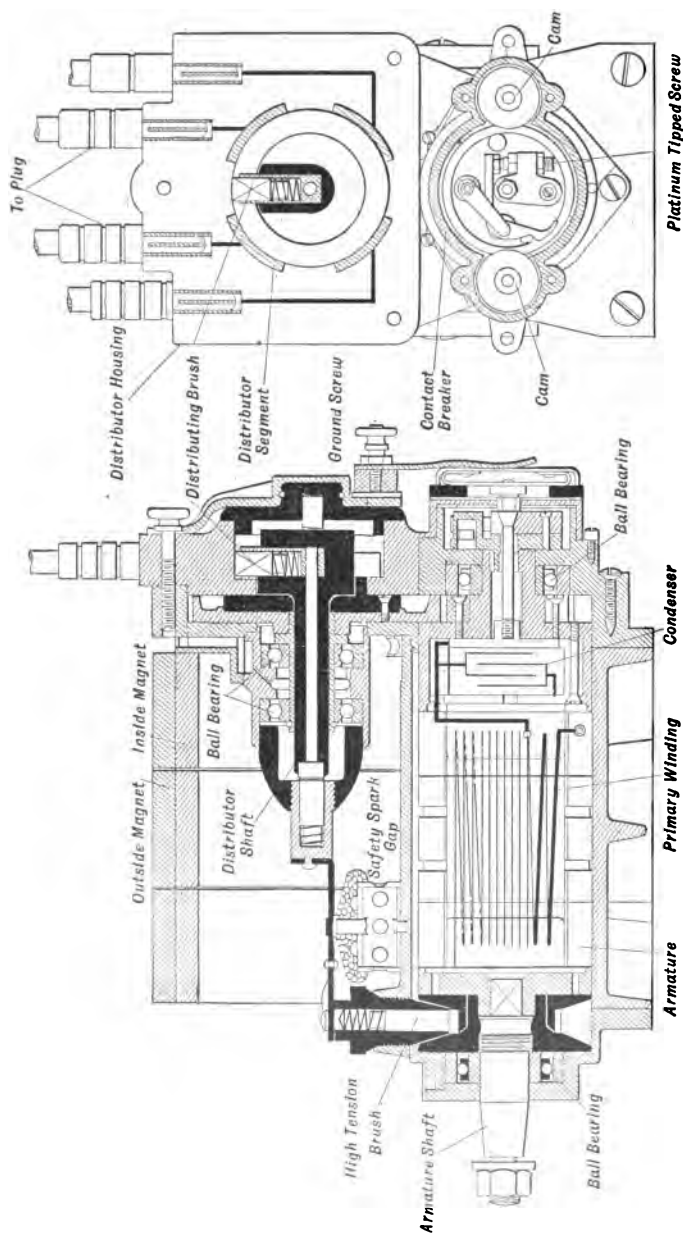 Outside Magnet
Inside Magnet
Distributor Housing
To Plug
Ball Bearing
Distributing Brush
Distributor
Shaft
Distributor
Segment
Safety Spark
Gap
Ground Screw
High Tension
Brush
Contact
Breaker
Cam
Armature Shaft
Cam
Ball Bearing
Ball Bearing
Armature
Primary Winding
Condenser
Platinum Tipped Screw